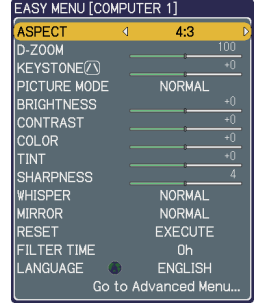 EASY MENU [COMPUTER 1]
ASPECT 4:3
D-ZOOM 100
KEYSTONE +0
PICTURE MODE NORMAL
BRIGHTNESS +0
CONTRAST +0
COLOR +0
TINT +0
SHARPNESS 4
WHISPER NORMAL
MIRROR NORMAL
RESET EXECUTE
FILTER TIME 0h
LANGUAGE ENGLISH
Go to Advanced Menu...